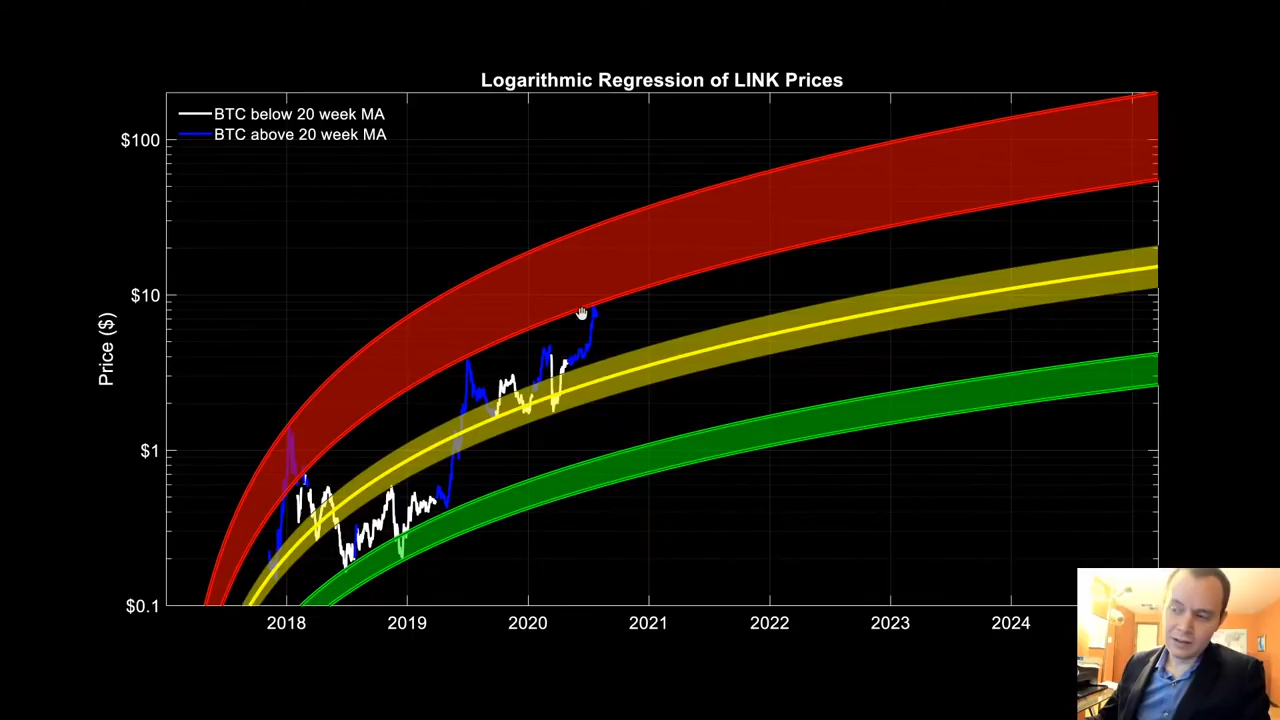 Logarithmic Regression of LINK Prices
BTC below 20 week MA
BTC above 20 week MA
$100
$10
$1
$0.1
Price ($)
2018
2019
2020
2021
2022
2023
2024